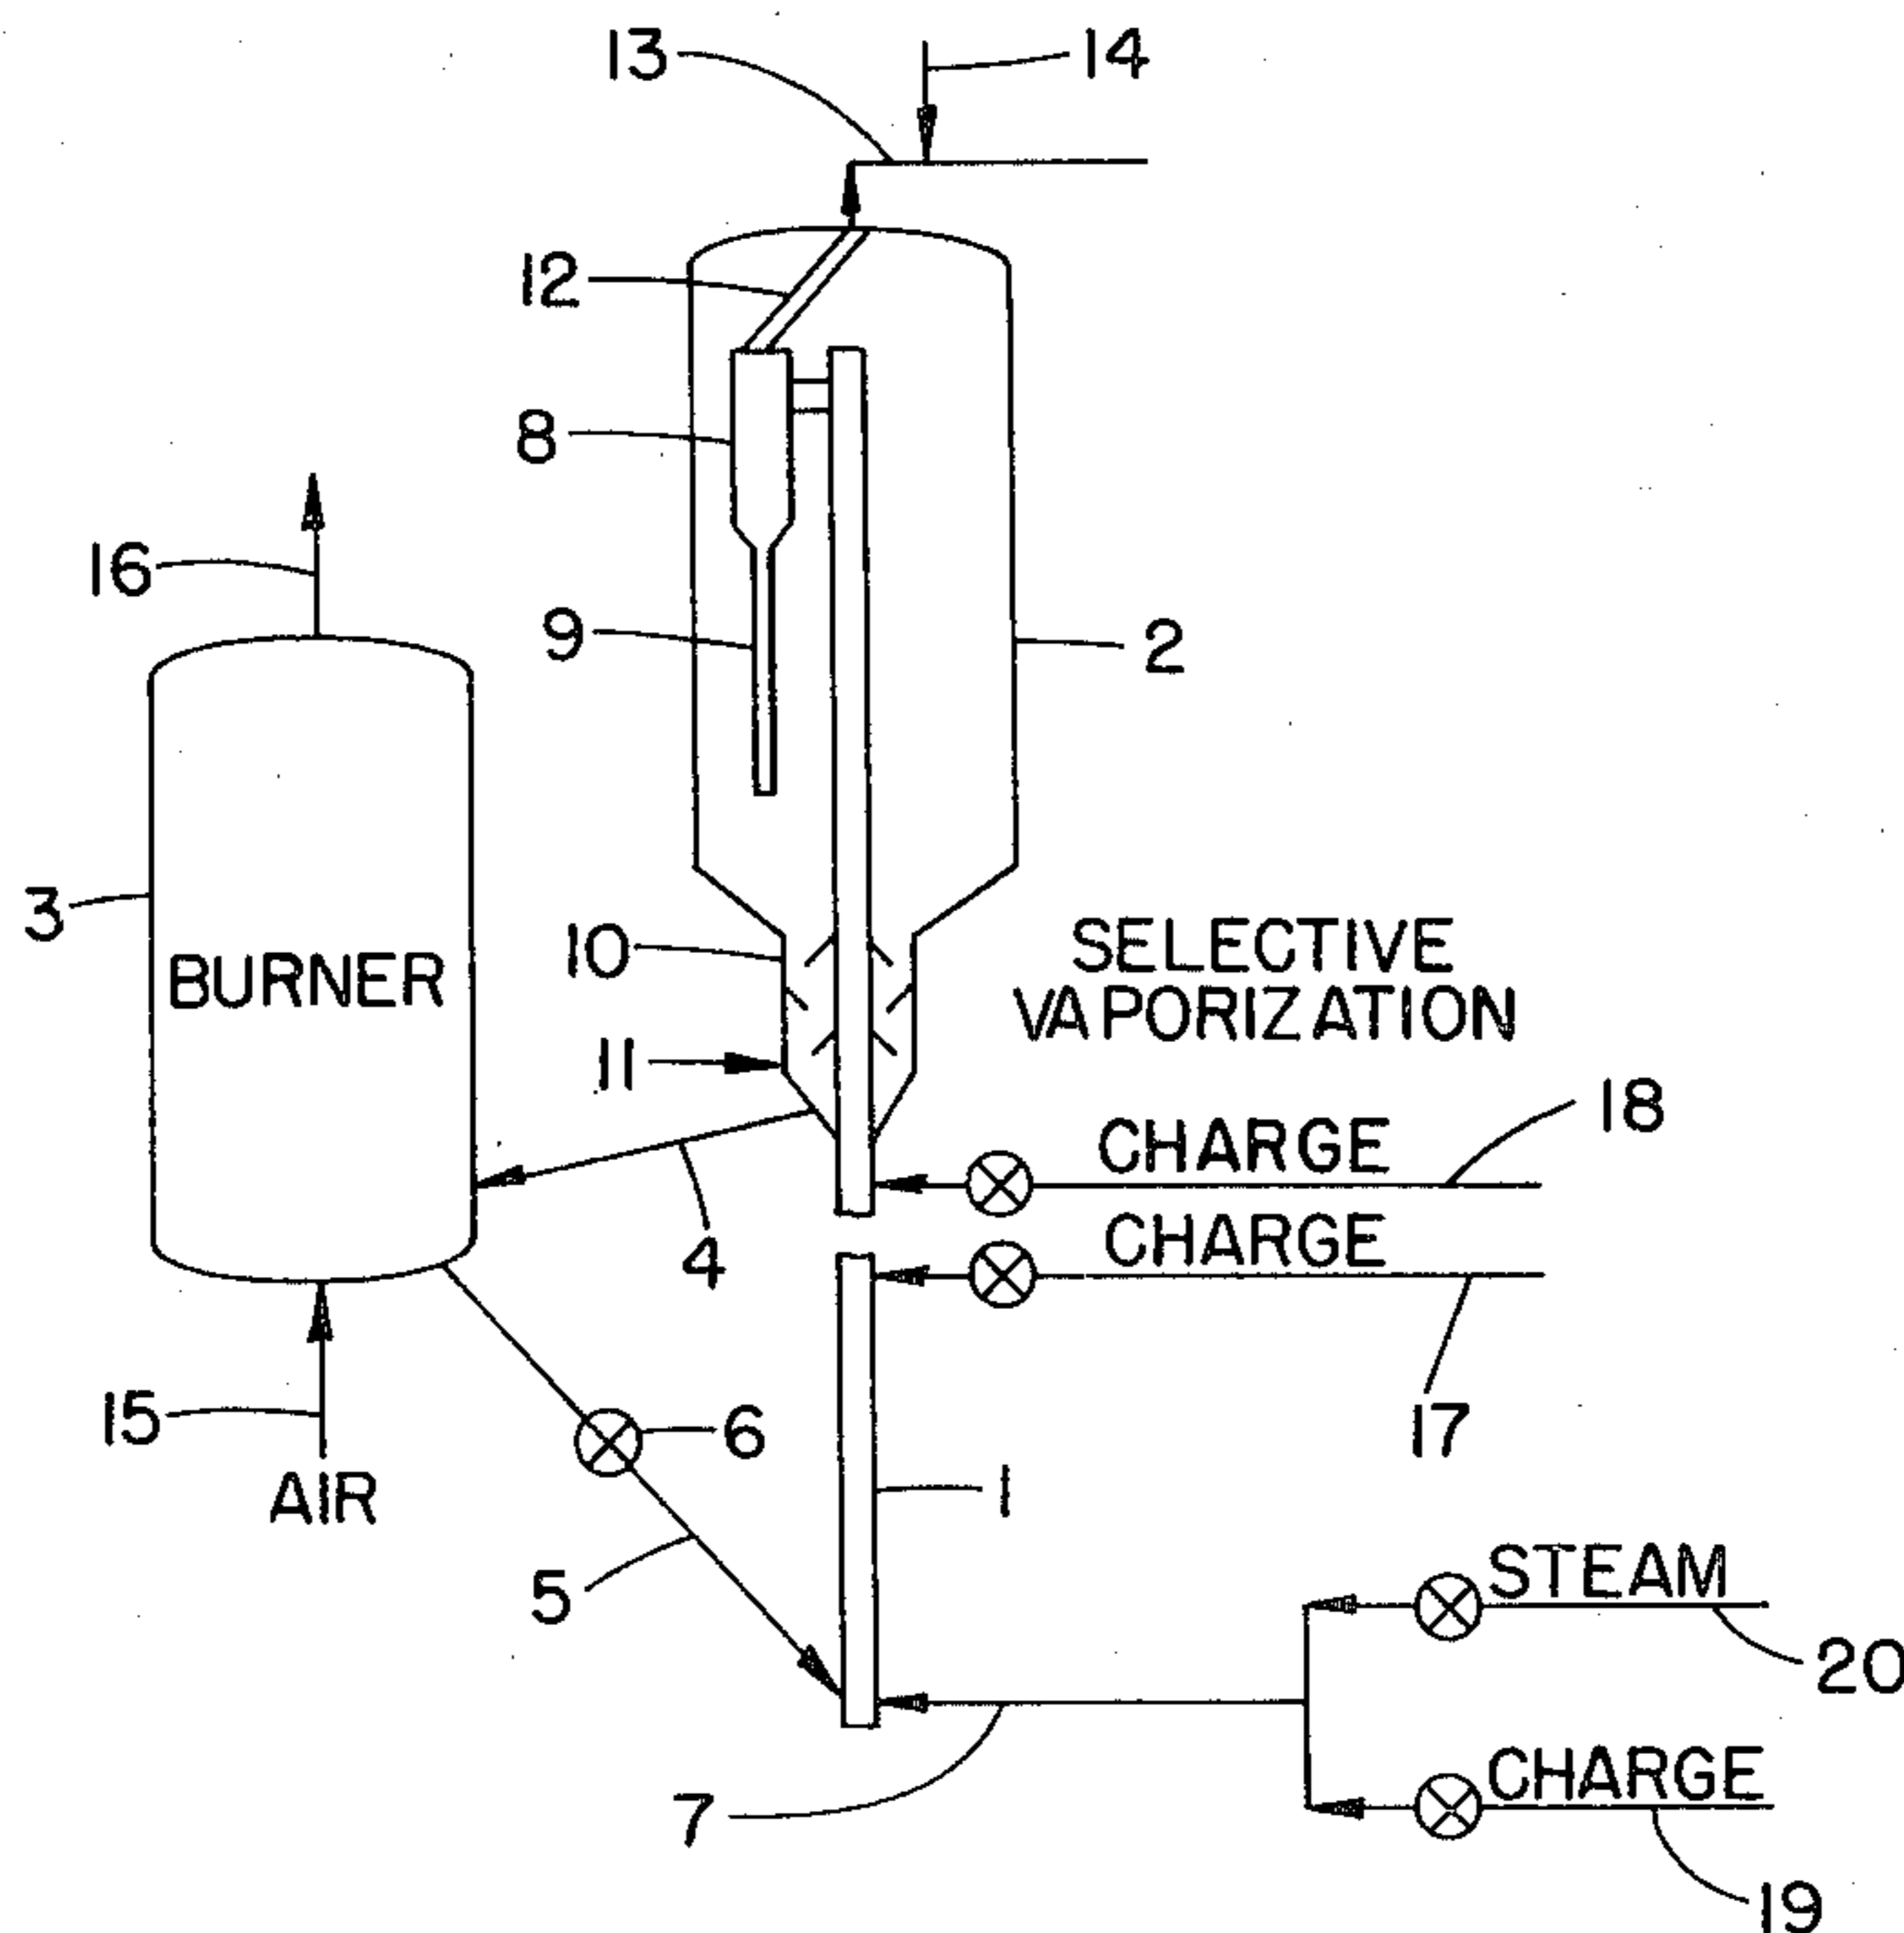 13
14
12
8
16
9
2
3
10
SELECTIVE
VAPORIZATION
BURNER
11
18
CHARGE
CHARGE
4
17
15
6
AIR
1
5
STEAM
20
7
CHARGE
19